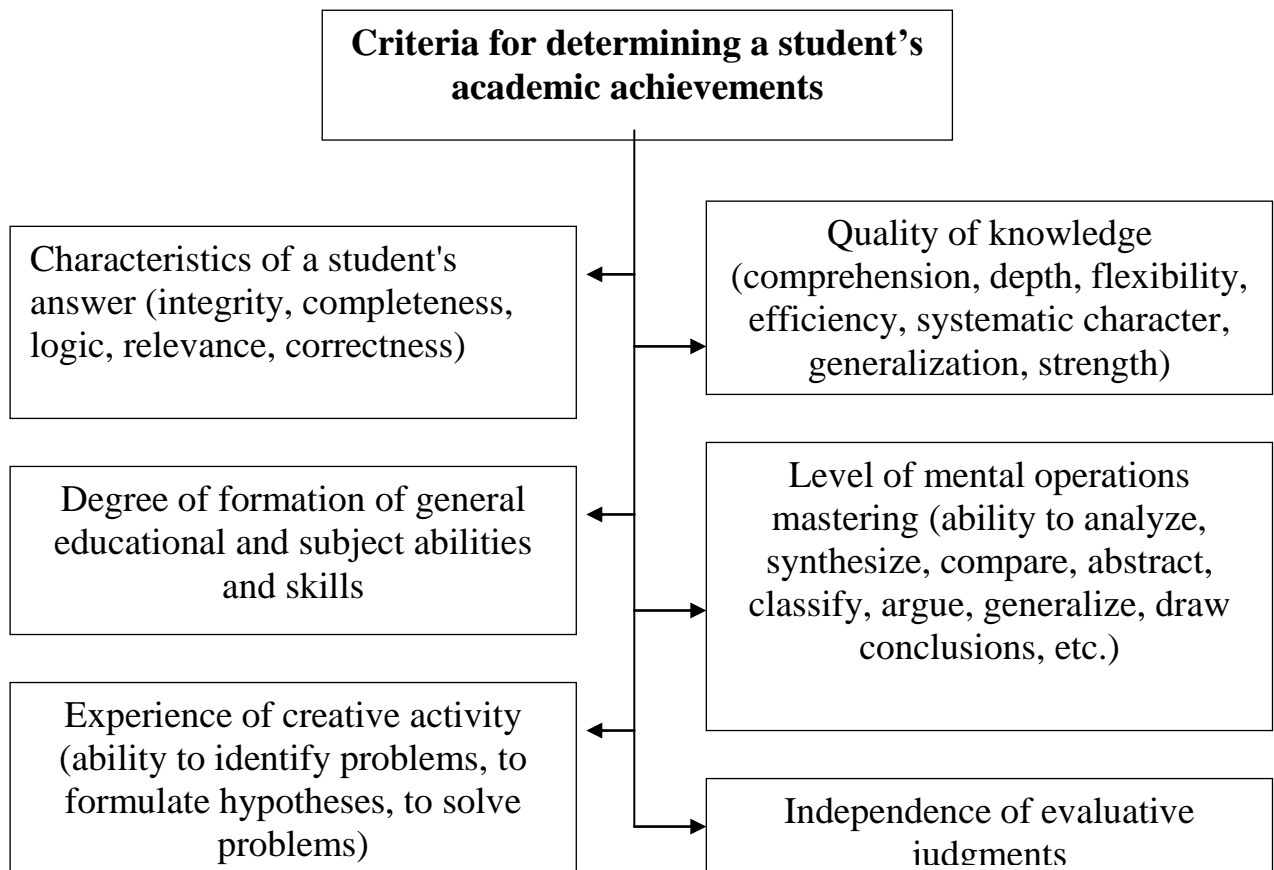 Criteria for determining a student’s
academic achievements
Characteristics of a student's
answer (integrity, completeness,
logic, relevance, correctness)
Quality of knowledge
(comprehension, depth, flexibility,
efficiency, systematic character,
generalization, strength)
Degree of formation of general
educational and subject abilities
and skills
Level of mental operations
mastering (ability to analyze,
synthesize, compare, abstract,
classify, argue, generalize, draw
conclusions, etc.)
Experience of creative activity
(ability to identify problems, to
formulate hypotheses, to solve
problems)
Independence of evaluative
judgments